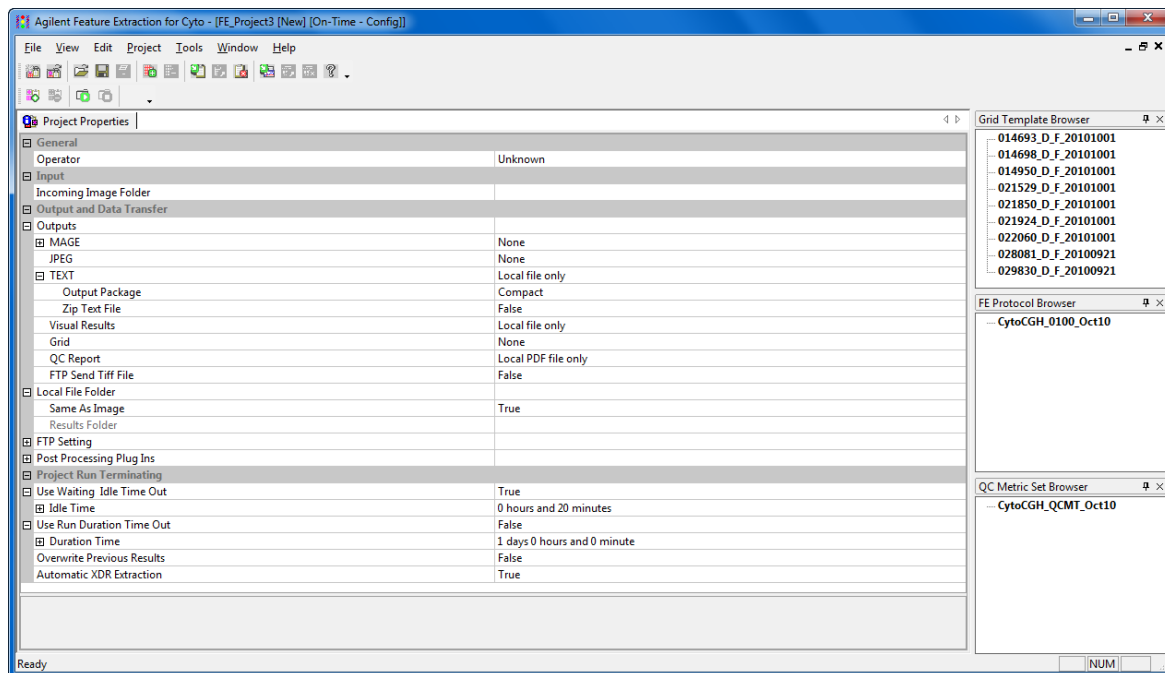 Agilent Feature Extraction for Cyto - [FE_Project3 [New] [On-Time - Config]]
File View Edit Project Tools Window Help
Project Properties
General
Operator Unknown
Input
Incoming Image Folder
Output and Data Transfer
Outputs
MAGE None
JPEG None
TEXT Local file only
Output Package Compact
Zip Text File False
Visual Results Local file only
Grid None
QC Report Local PDF file only
FTP Send Tiff File False
Local File Folder
Same As Image True
Results Folder
FTP Setting
Post Processing Plug Ins
Project Run Terminating
Use Waiting Idle Time Out True
Idle Time 0 hours and 20 minutes
Use Run Duration Time Out False
Duration Time 1 days 0 hours and 0 minute
Overwrite Previous Results False
Automatic XDR Extraction True
Grid Template Browser
014693_D_F_20101001
014698_D_F_20101001
014950_D_F_20101001
021529_D_F_20101001
021850_D_F_20101001
021924_D_F_20101001
022060_D_F_20101001
028081_D_F_20100921
029830_D_F_20100921
FE Protocol Browser
CytoCGH_0100_Oct10
QC Metric Set Browser
CytoCGH_QCMT_Oct10
Ready NUM